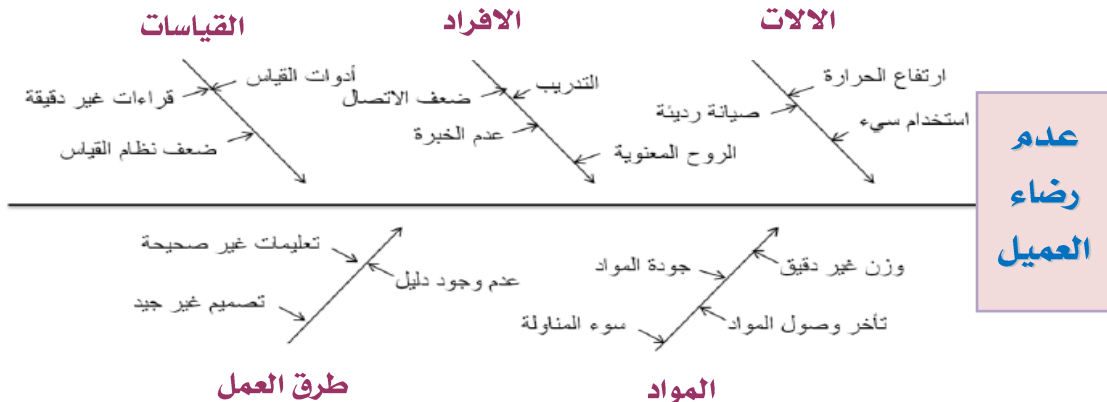 القياسات
الافراد
الالات
أدوات القياس
قراءات غير دقيقة
ضعف نظام القياس
التدريب
ضعف الاتصال
عدم الخبرة
الروح المعنوية
ارتفاع الحرارة
صيانة رديئة
استخدام سيء
عدم
رضاء
العميل
تعليمات غير صحيحة
عدم وجود دليل
تصميم غير جيد
وزن غير دقيق
جودة المواد
تأخر وصول المواد
سوء المناولة
طرق العمل
المواد